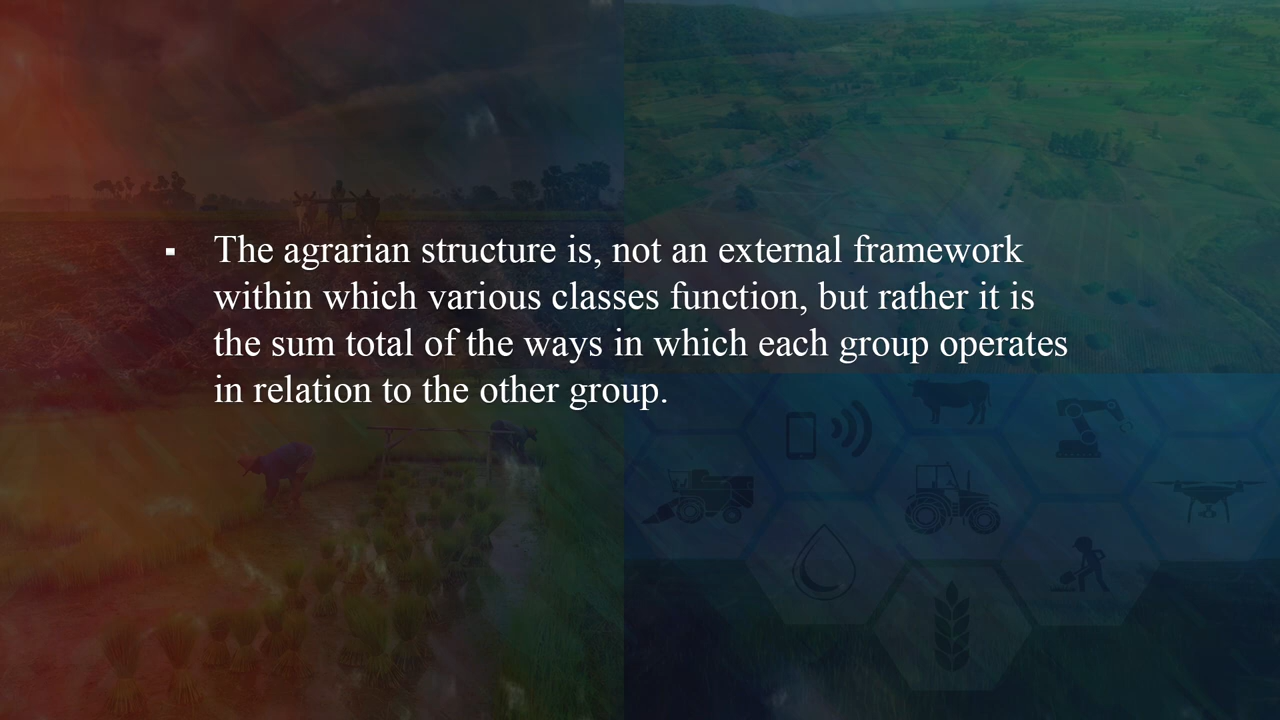 ▪ The agrarian structure is, not an external framework
within which various classes function, but rather it is
the sum total of the ways in which each group operates
in relation to the other group.